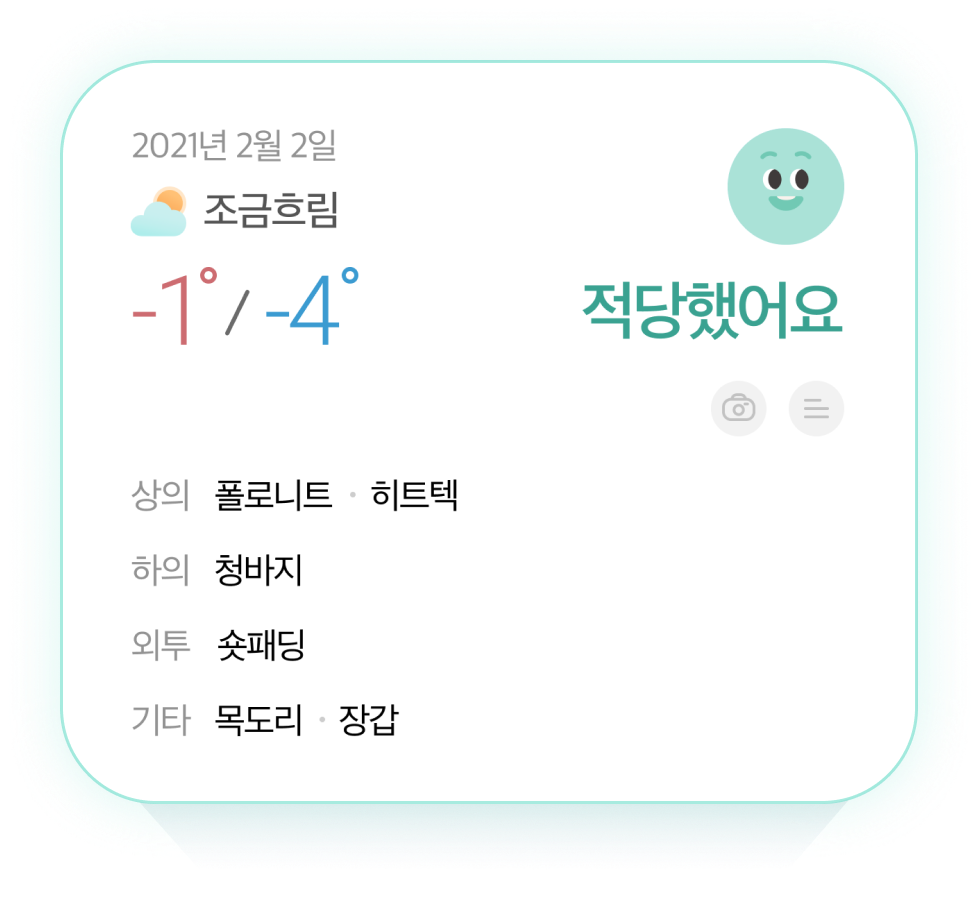 2021년 2월 2일
조금흐림
-1° / -4°
적당했어요
상의 폴로니트 · 히트텍
하의 청바지
외투 숏패딩
기타 목도리 · 장갑